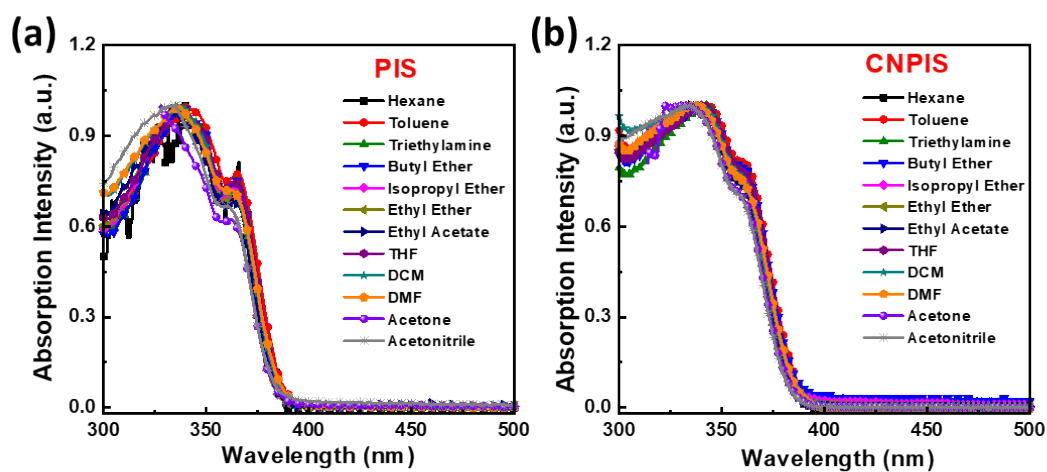 (a)
PIS
Hexane
Toluene
Triethylamine
Butyl Ether
Isopropyl Ether
Ethyl Ether
Ethyl Acetate
THF
DCM
DMF
Acetone
Acetonitrile
Absorption Intensity (a.u.)
1.2
0.9
0.6
0.3
0.0
300
350
400
450
500
Wavelength (nm)
(b)
CNPIS
Hexane
Toluene
Triethylamine
Butyl Ether
Isopropyl Ether
Ethyl Ether
Ethyl Acetate
THF
DCM
DMF
Acetone
Acetonitrile
Absorption Intensity (a.u.)
1.2
0.9
0.6
0.3
0.0
300
350
400
450
500
Wavelength (nm)